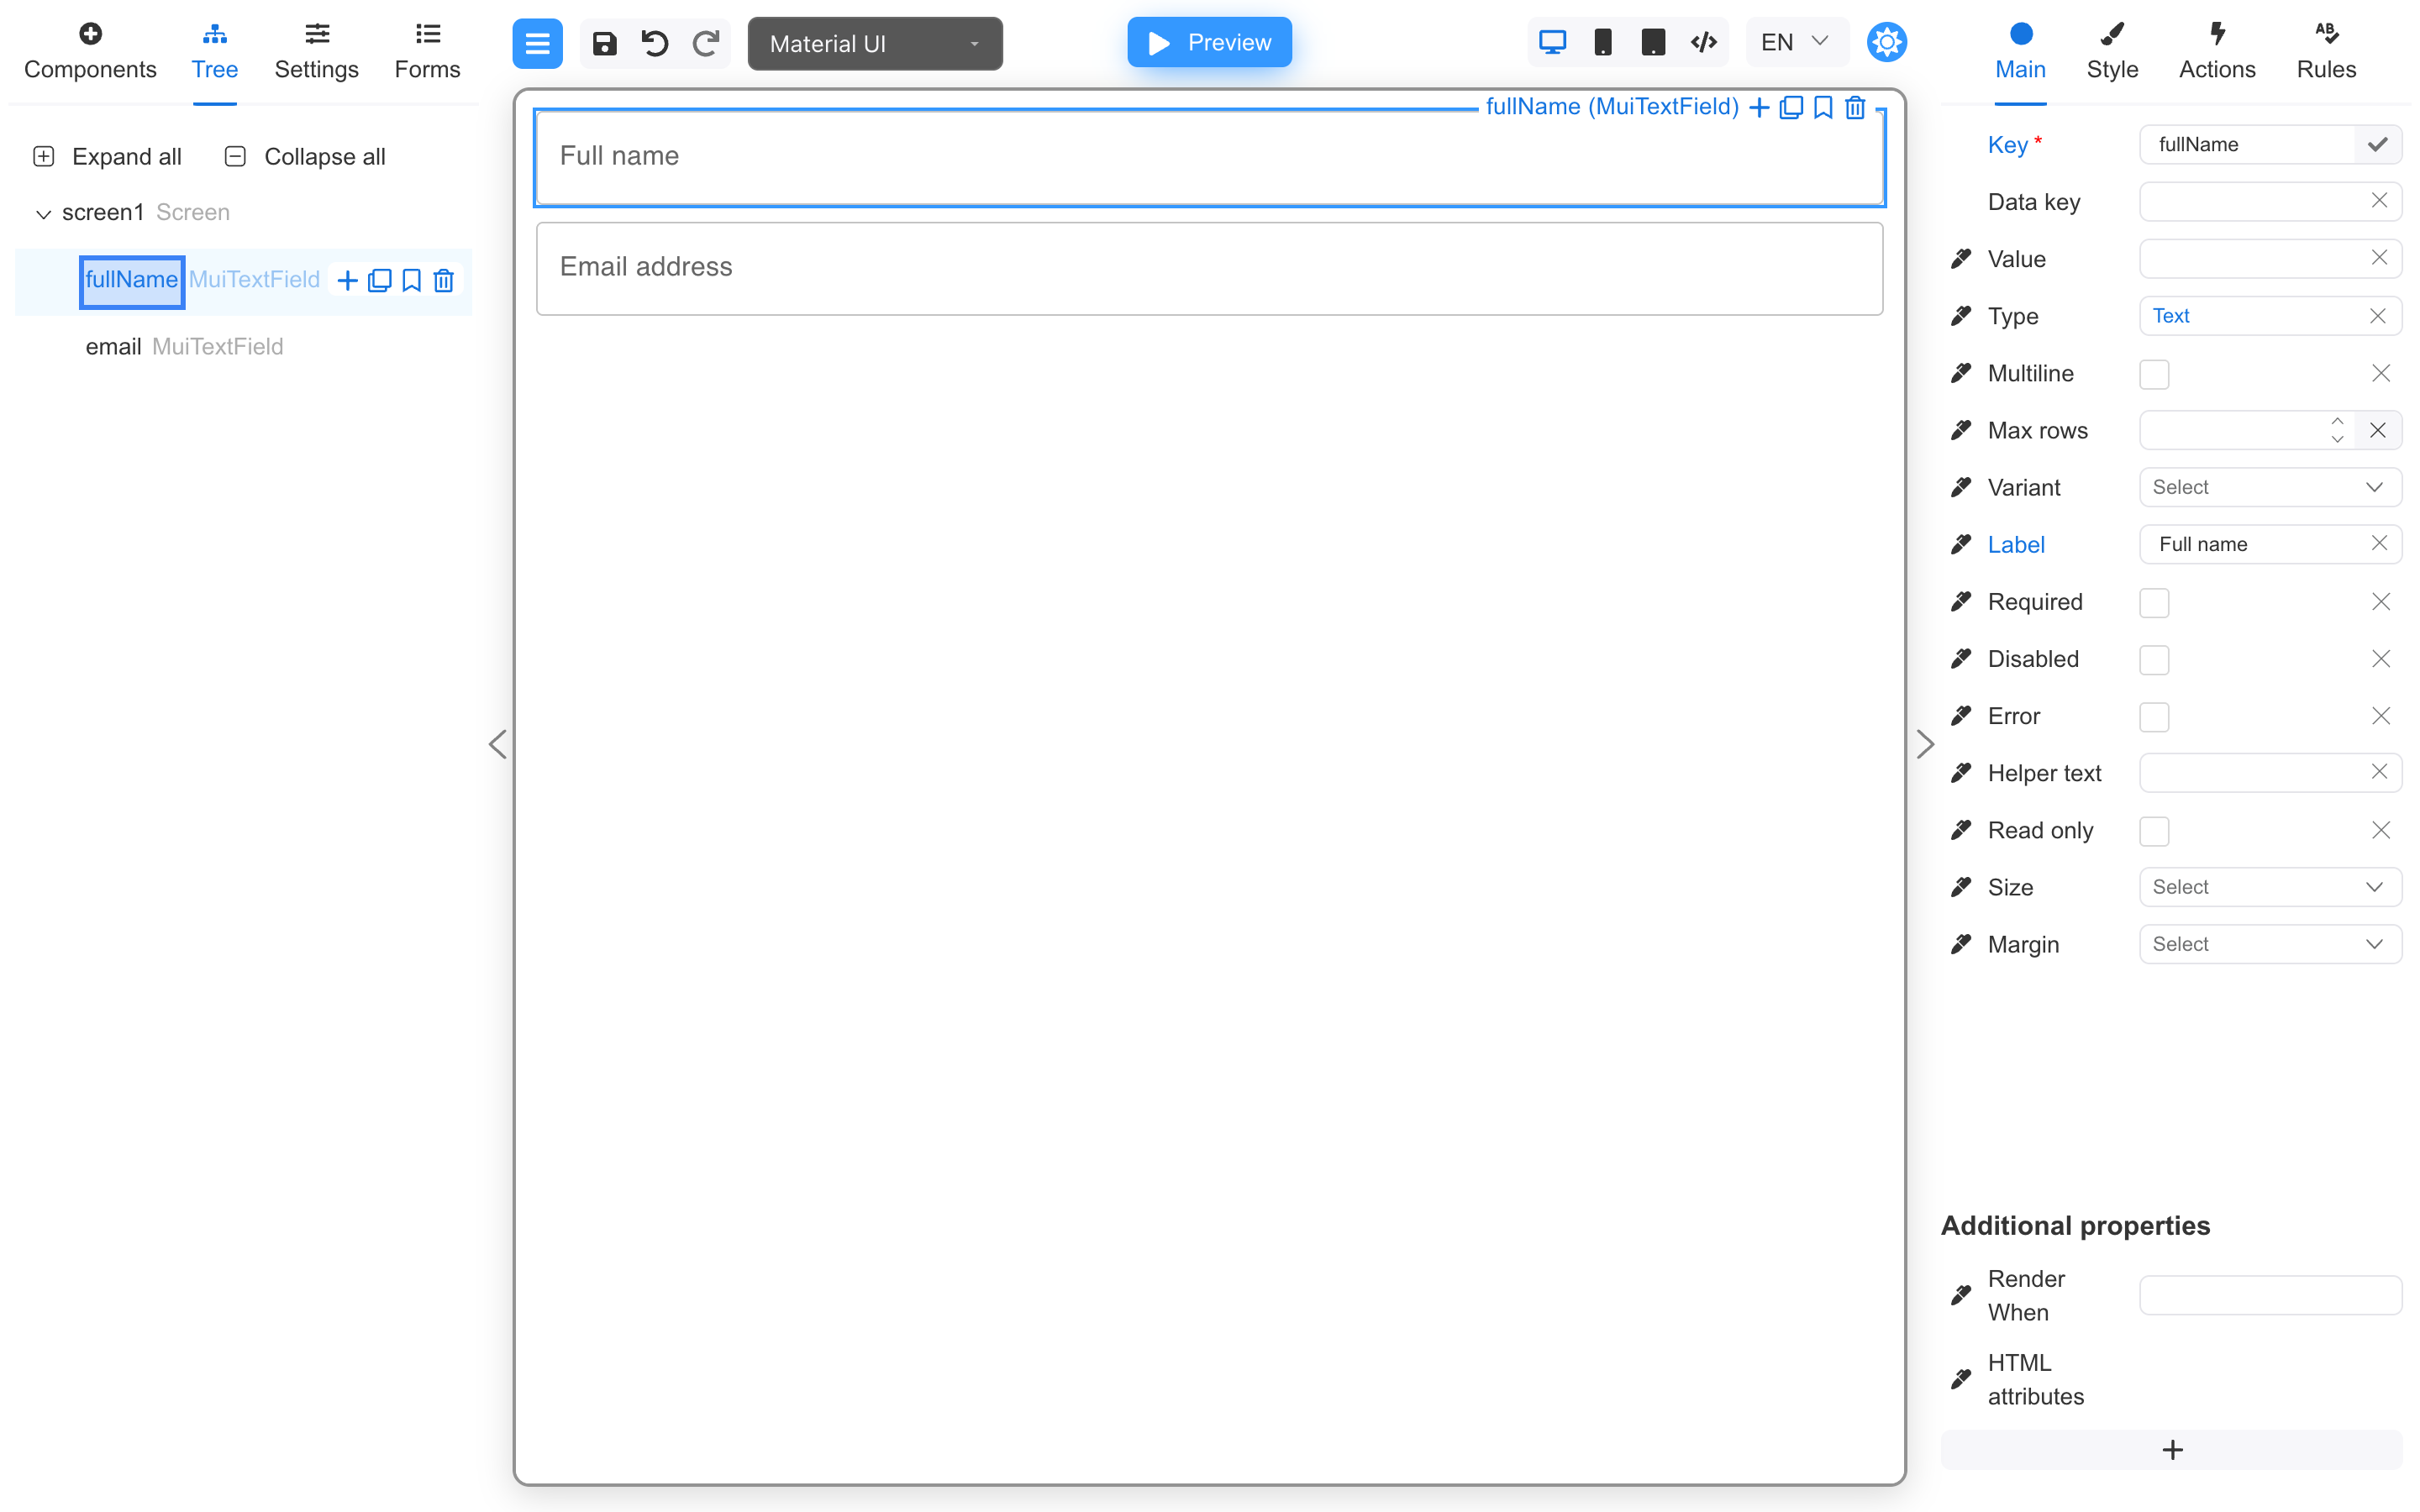 Components Tree Settings Forms
Material UI
Preview
EN
Main Style Actions Rules
Expand all Collapse all
screen1 Screen
fullName MuiTextField
email MuiTextField
fullName (MuiTextField)
Full name
Email address
Key * fullName
Data key
Value
Type Text
Multiline
Max rows
Variant Select
Label Full name
Required
Disabled
Error
Helper text
Read only
Size Select
Margin Select
Additional properties
Render
When
HTML
attributes